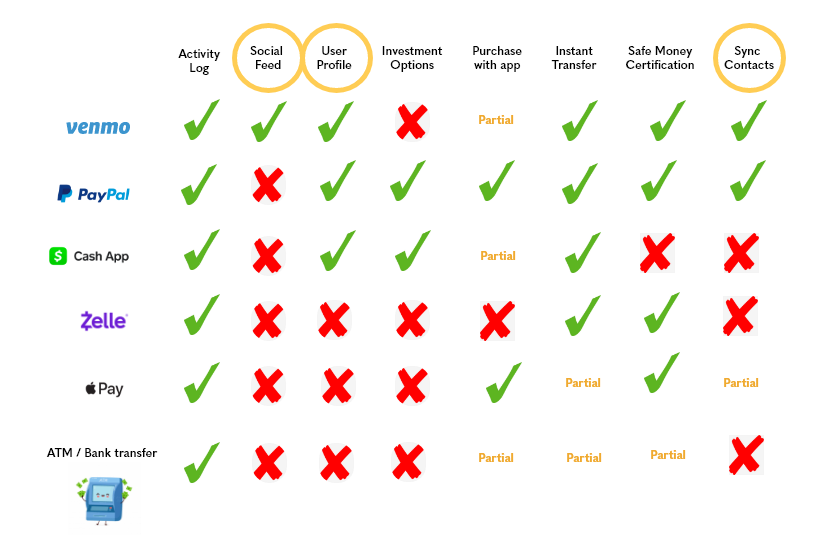 Activity
Log
Social
Feed
User
Profile
Investment
Options
Purchase
with app
Instant
Transfer
Safe Money
Certification
Sync
Contacts
venmo
Partial
PayPal
$ Cash App
Partial
Zelle
Pay
Partial
Partial
ATM / Bank transfer
Partial
Partial
Partial